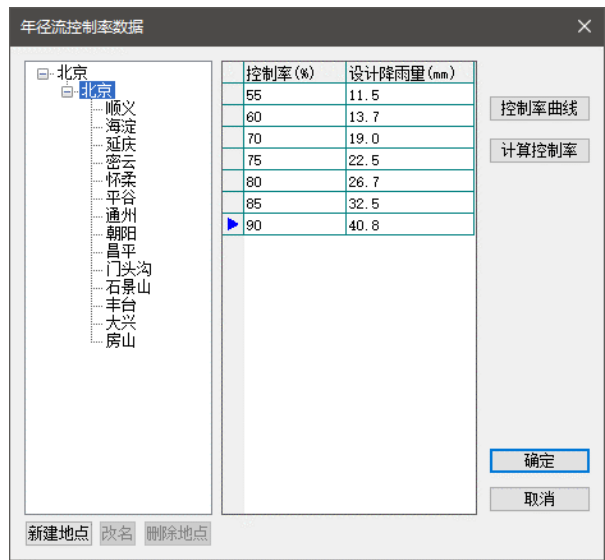 年径流控制率数据
北京
北京
顺义
海淀
延庆
密云
怀柔
平谷
通州
朝阳
昌平
门头沟
石景山
丰台
大兴
房山
控制率(%) 设计降雨量(mm)
55 11.5
60 13.7
70 19.0
75 22.5
80 26.7
85 32.5
90 40.8
控制率曲线
计算控制率
确定
取消
新建地点 改名 删除地点